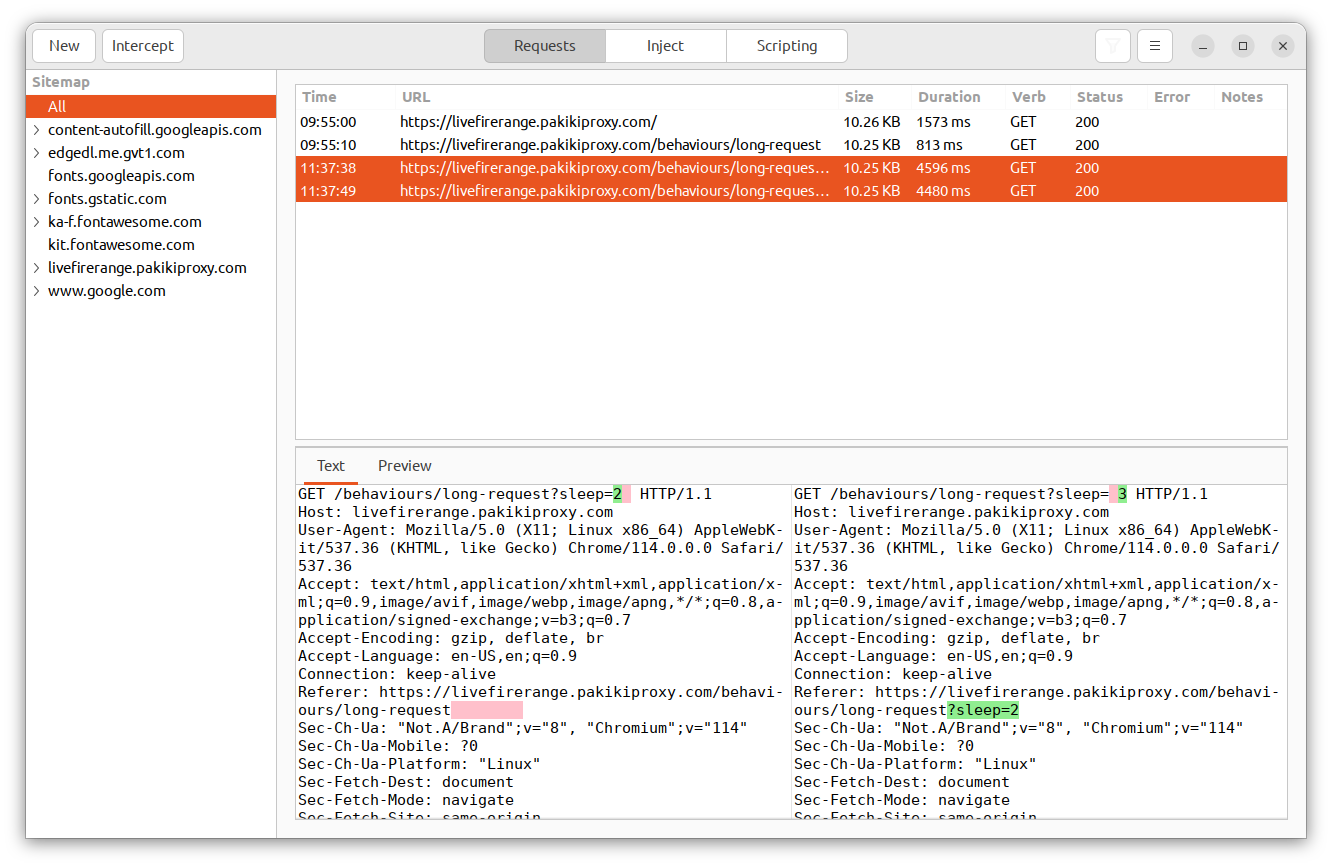 New Intercept Requests Inject Scripting
Sitemap
All
content-autofill.googleapis.com
edgedl.me.gvt1.com
fonts.googleapis.com
fonts.gstatic.com
ka-f.fontawesome.com
kit.fontawesome.com
livefirerange.pakikiproxy.com
www.google.com
Time URL Size Duration Verb Status Error Notes
09:55:00 https://livefirerange.pakikiproxy.com/ 10.26 KB 1573 ms GET 200
09:55:10 https://livefirerange.pakikiproxy.com/behaviours/long-request 10.25 KB 813 ms GET 200
11:37:38 https://livefirerange.pakikiproxy.com/behaviours/long-reques... 10.25 KB 4596 ms GET 200
11:37:49 https://livefirerange.pakikiproxy.com/behaviours/long-reques... 10.25 KB 4480 ms GET 200
Text Preview
GET /behaviours/long-request?sleep=2 HTTP/1.1
Host: livefirerange.pakikiproxy.com
User-Agent: Mozilla/5.0 (X11; Linux x86_64) AppleWebK-
it/537.36 (KHTML, like Gecko) Chrome/114.0.0.0 Safari/
537.36
Accept: text/html,application/xhtml+xml,application/x-
ml;q=0.9,image/avif,image/webp,image/apng,*/*;q=0.8,a-
pplication/signed-exchange;v=b3;q=0.7
Accept-Encoding: gzip, deflate, br
Accept-Language: en-US,en;q=0.9
Connection: keep-alive
Referer: https://livefirerange.pakikiproxy.com/behavi-
ours/long-request
Sec-Ch-Ua: "Not.A/Brand";v="8", "Chromium";v="114"
Sec-Ch-Ua-Mobile: ?0
Sec-Ch-Ua-Platform: "Linux"
Sec-Fetch-Dest: document
Sec-Fetch-Mode: navigate
Sec-Fetch-Site: same-origin
GET /behaviours/long-request?sleep= 3 HTTP/1.1
Host: livefirerange.pakikiproxy.com
User-Agent: Mozilla/5.0 (X11; Linux x86_64) AppleWebK-
it/537.36 (KHTML, like Gecko) Chrome/114.0.0.0 Safari/
537.36
Accept: text/html,application/xhtml+xml,application/x-
ml;q=0.9,image/avif,image/webp,image/apng,*/*;q=0.8,a-
pplication/signed-exchange;v=b3;q=0.7
Accept-Encoding: gzip, deflate, br
Accept-Language: en-US,en;q=0.9
Connection: keep-alive
Referer: https://livefirerange.pakikiproxy.com/behavi-
ours/long-request?sleep=2
Sec-Ch-Ua: "Not.A/Brand";v="8", "Chromium";v="114"
Sec-Ch-Ua-Mobile: ?0
Sec-Ch-Ua-Platform: "Linux"
Sec-Fetch-Dest: document
Sec-Fetch-Mode: navigate
Sec-Fetch-Site: same-origin